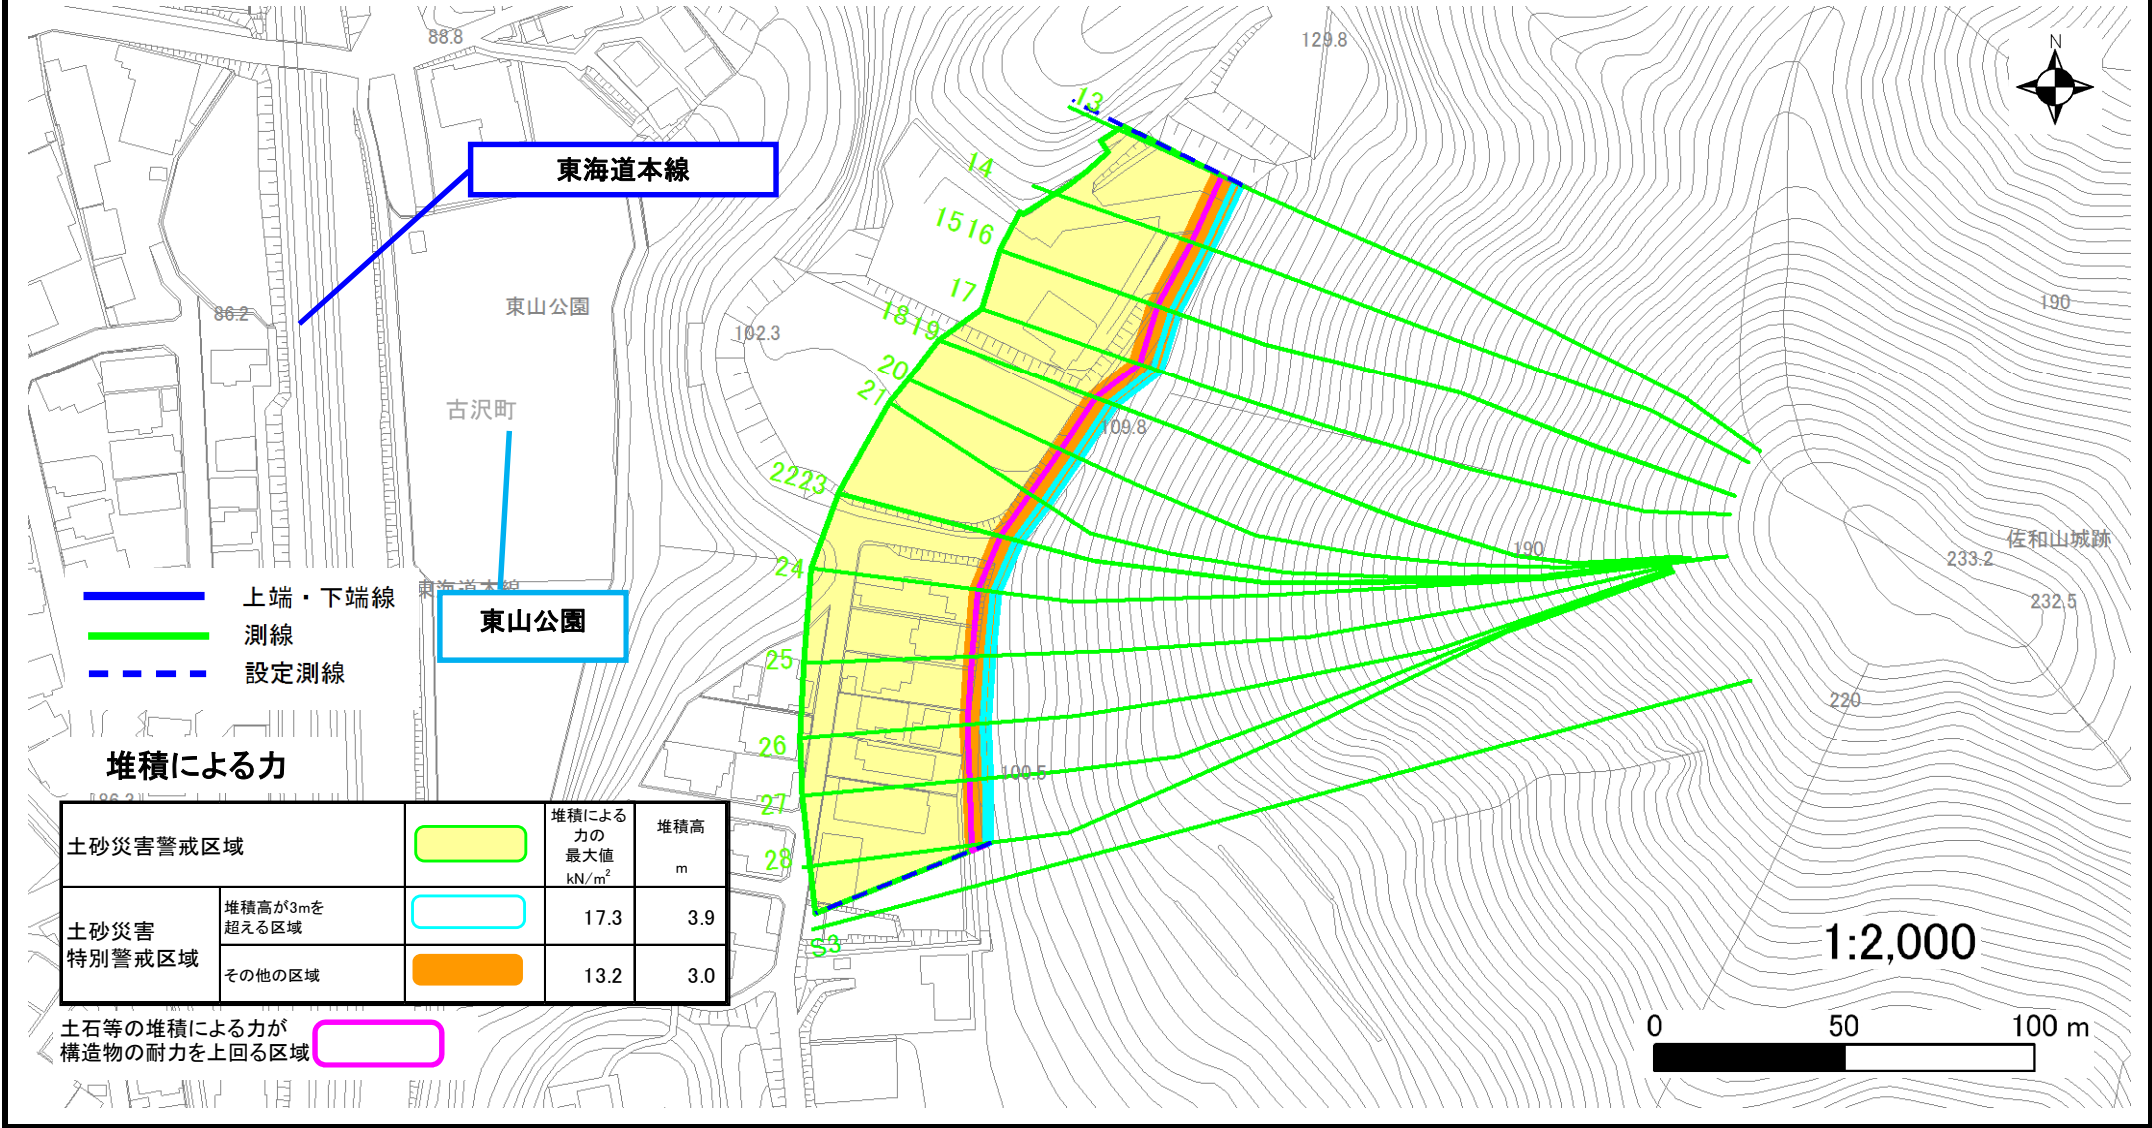 88.8
129.8
N
13
東海道本線
14
1516
17
190
東山公園
86.2
1819
102.3
20
21
古沢町
109.8
2223
190
佐和山城跡
233.2
24
232.5
上端・下端線
東海道本線
東山公園
測線
25
設定測線
220
26
堆積による力
100.5
86.3
27
土砂災害警戒区域
堆積による
力の
最大値
kN/m²
堆積高
m
28
土砂災害
特別警戒区域
堆積高が3mを
超える区域
17.3
3.9
その他の区域
13.2
3.0
S3
1:2,000
土石等の堆積による力が
構造物の耐力を上回る区域
0 50 100 m